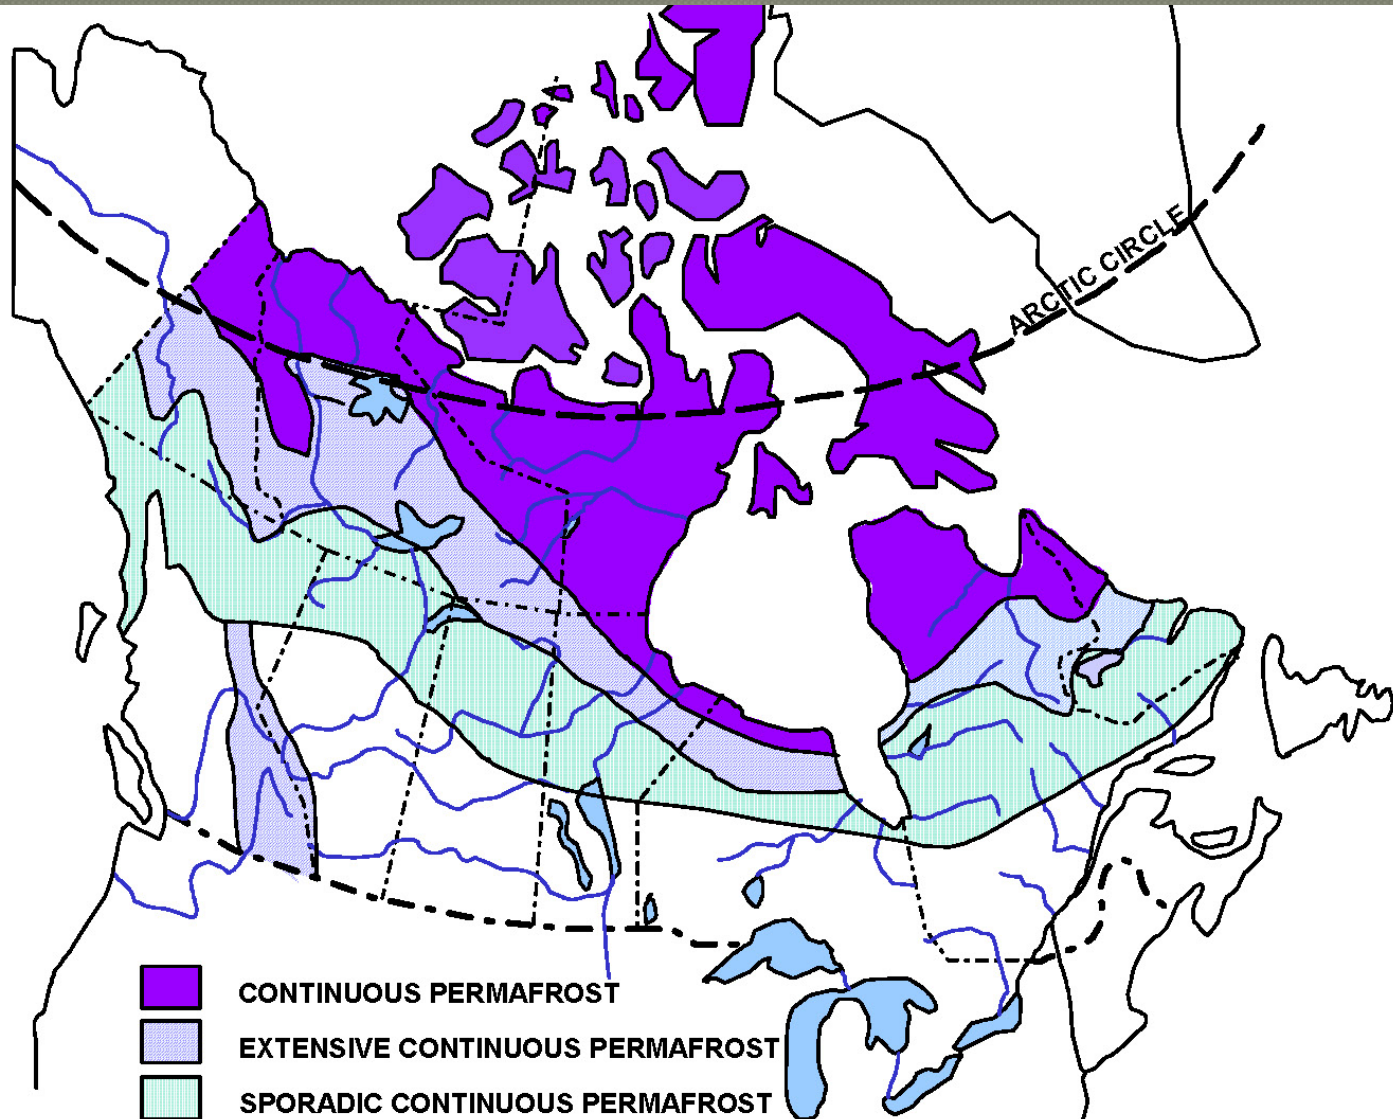 ARCTIC CIRCLE
CONTINUOUS PERMAFROST
EXTENSIVE CONTINUOUS PERMAFROST
SPORADIC CONTINUOUS PERMAFROST